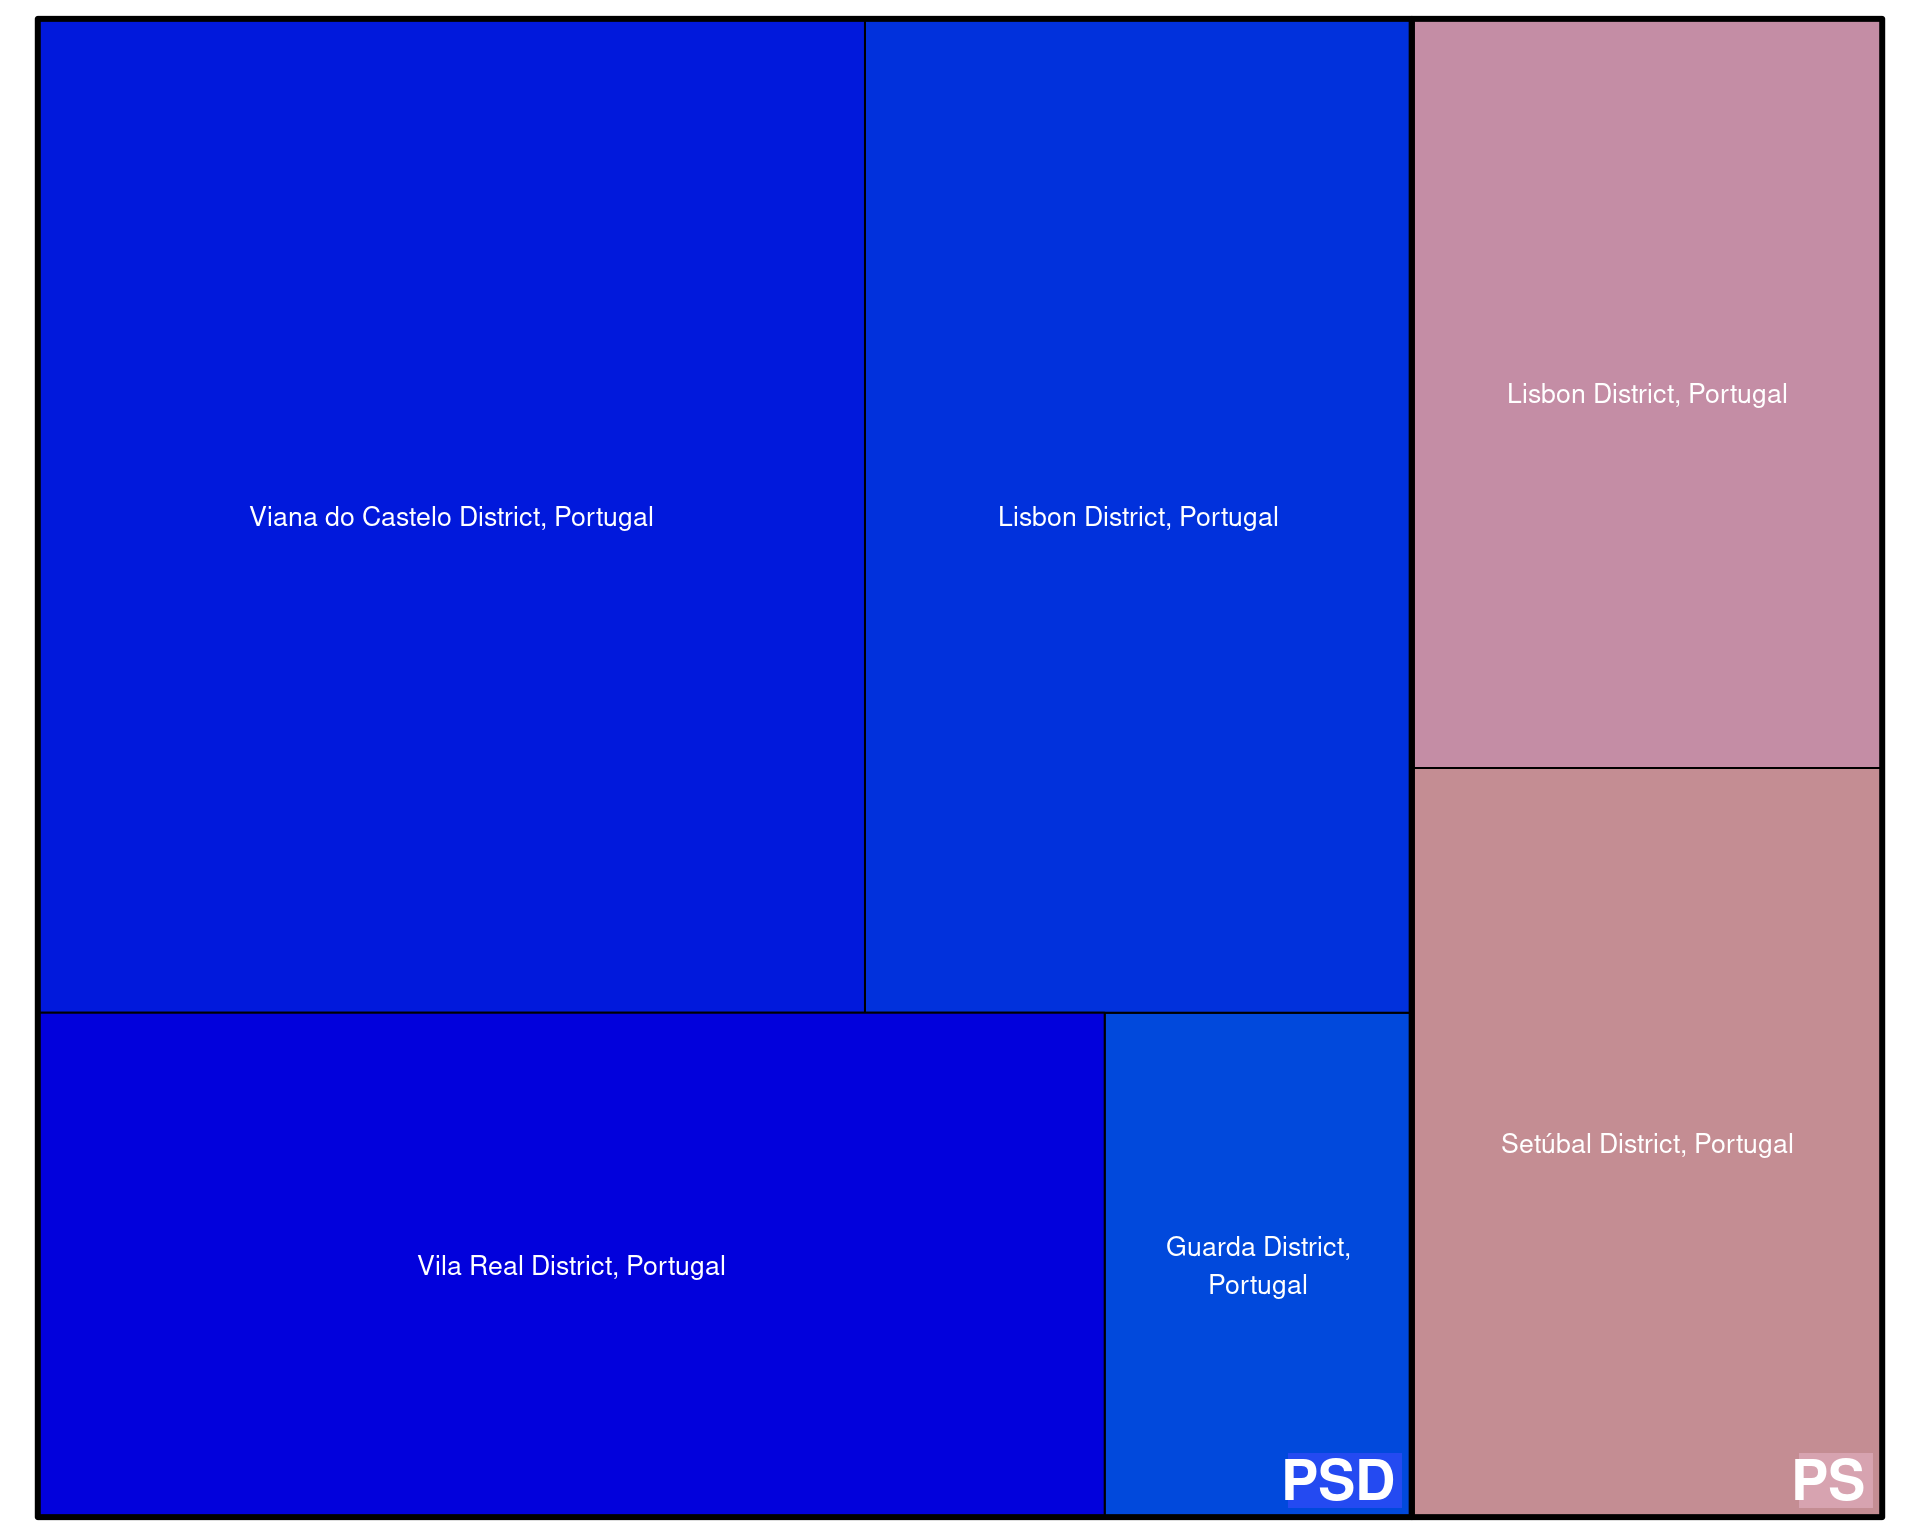 Viana do Castelo District, Portugal
Lisbon District, Portugal
Lisbon District, Portugal
Setúbal District, Portugal
Vila Real District, Portugal
Guarda District,
Portugal
PSD
PS